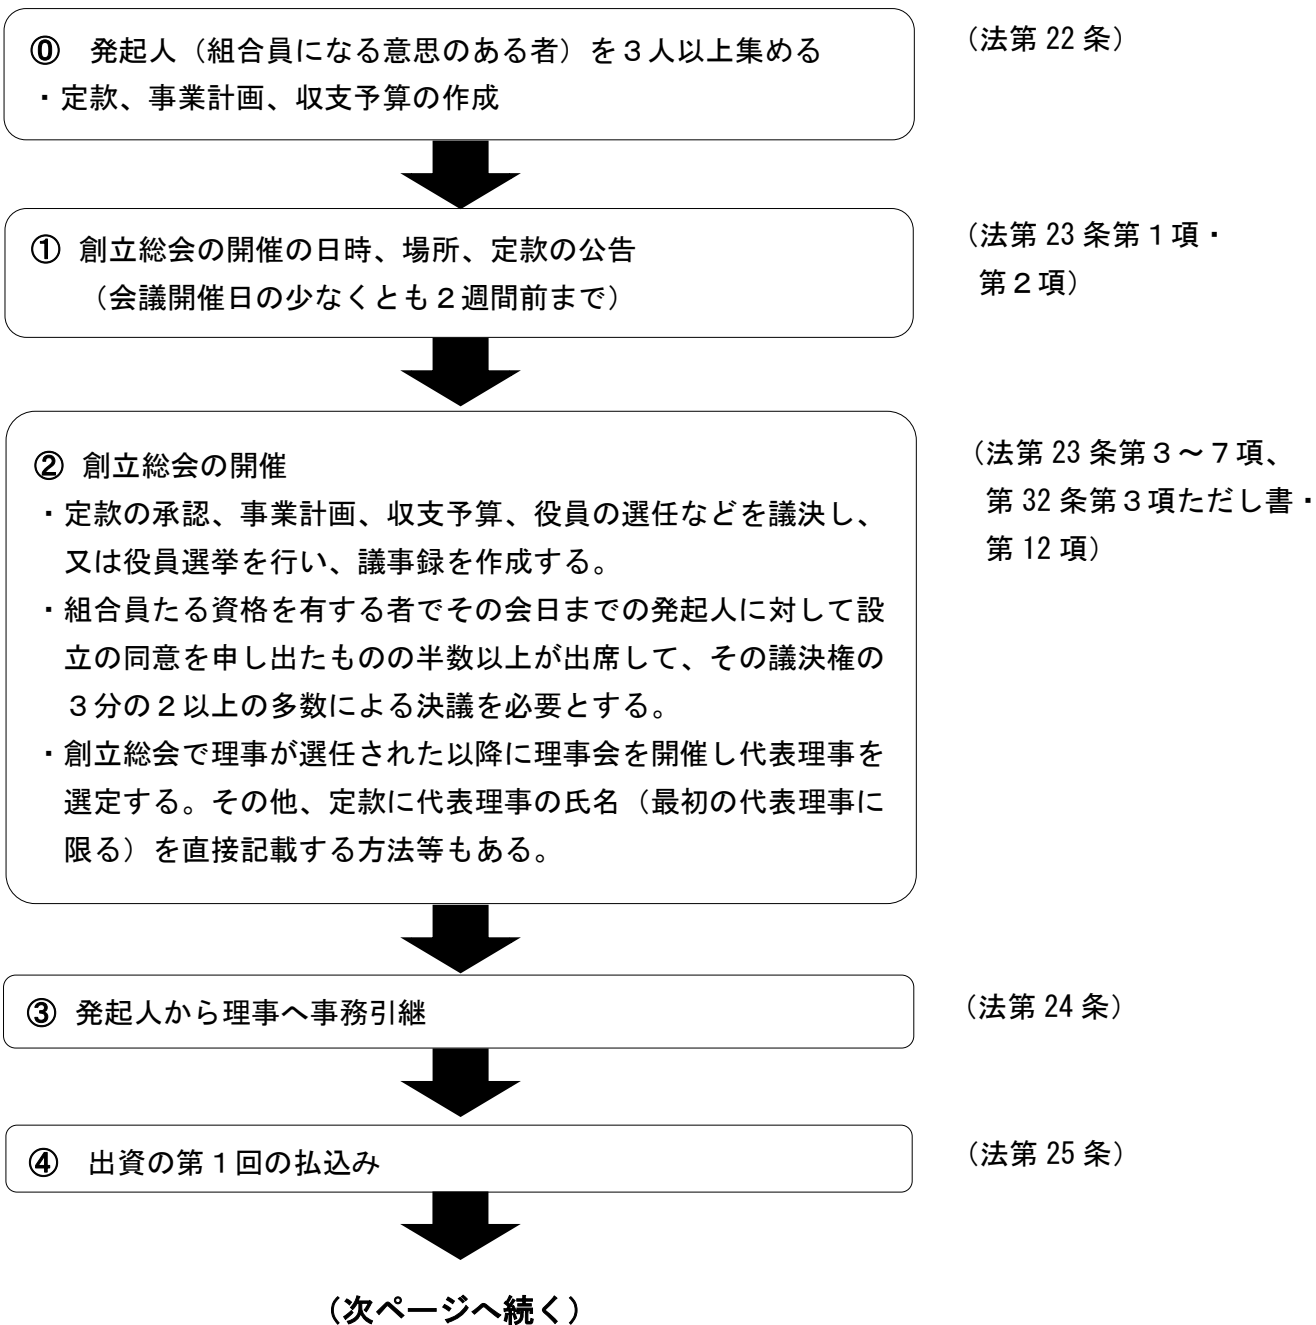 ⓪ 発起人（組合員になる意思のある者）を３人以上集める
・定款、事業計画、収支予算の作成
（法第 22 条）
① 創立総会の開催の日時、場所、定款の公告
（会議開催日の少なくとも２週間前まで）
（法第 23 条第１項・
第２項）
② 創立総会の開催
・定款の承認、事業計画、収支予算、役員の選任などを議決し、
又は役員選挙を行い、議事録を作成する。
・組合員たる資格を有する者でその会日までの発起人に対して設
立の同意を申し出たものの半数以上が出席して、その議決権の
３分の２以上の多数による決議を必要とする。
・創立総会で理事が選任された以降に理事会を開催し代表理事を
選定する。その他、定款に代表理事の氏名（最初の代表理事に
限る）を直接記載する方法等もある。
（法第 23 条第３～７項、
第 32 条第３項ただし書・
第 12 項）
③ 発起人から理事へ事務引継
（法第 24 条）
④ 出資の第１回の払込み
（法第 25 条）
（次ページへ続く）